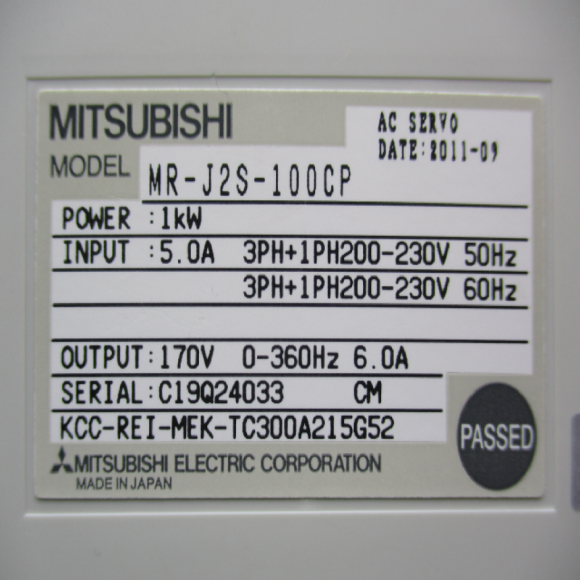 MITSUBISHI
AC SERVO
DATE:2011-09
MODEL MR-J2S-100CP
POWER :1kW
INPUT :5.0A 3PH+1PH200-230V 50Hz
3PH+1PH200-230V 60Hz
OUTPUT:170V 0-360Hz 6.0A
SERIAL:C19Q24033 CM
KCC-REI-MEK-TC300A215G52
PASSED
MITSUBISHI ELECTRIC CORPORATION
MADE IN JAPAN